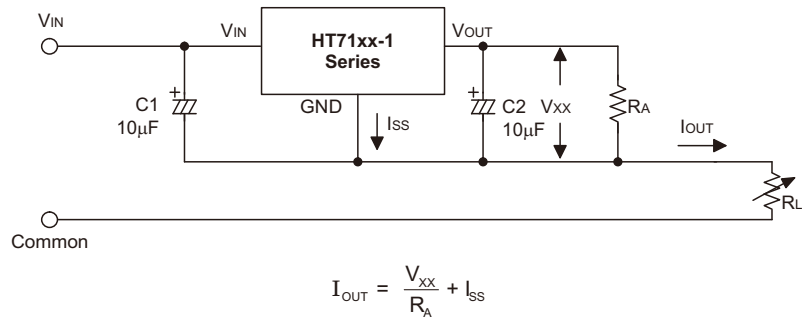 VIN
VIN
HT71xx-1
Series
VOUT
C1
10μF
GND
ISS
C2
10μF
VXX
RA
IOUT
RL
Common
IOUT = VXX / RA + ISS